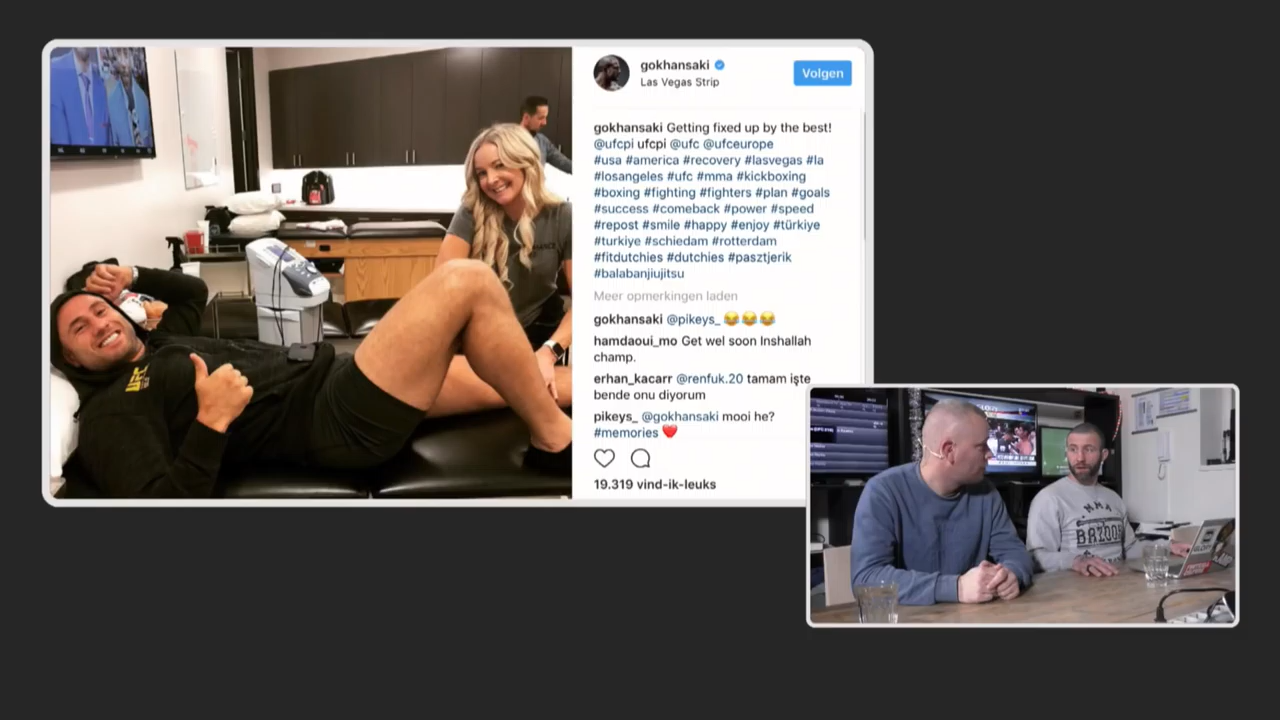 gokhansaki
Las Vegas Strip
Volgen
gokhansaki Getting fixed up by the best!
@ufcpi ufcpi @ufc @ufceurope
#usa #america #recovery #lasvegas #la
#losangeles #ufc #mma #kickboxing
#boxing #fighting #fighters #plan #goals
#success #comeback #power #speed
#repost #smile #happy #enjoy #türkiye
#turkiye #schiedam #rotterdam
#fitdutchies #dutchies #pasztjerik
#balabanjiujitsu
Meer opmerkingen laden
gokhansaki @pikeys_ 😂😂😂
hamdaoui_mo Get wel soon Inshallah
champ.
erhan_kacarr @renfuk.20 tamam işte
bende onu diyorum
pikeys_ @gokhansaki mooi he?
#memories ❤️
19.319 vind-ik-leuks
UFC
MMA